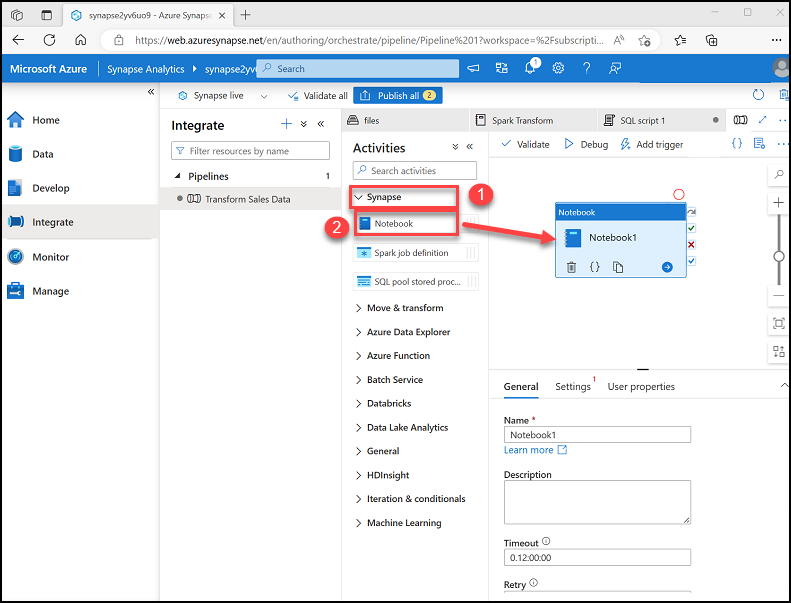 synapse2yv6uo9 - Azure Synapse
https://web.azuresynapse.net/en/authoring/orchestrate/pipeline/Pipeline%201?workspace=%2Fsubscripti...
Microsoft Azure
Synapse Analytics
synapse2yv6
Search
1
Synapse live
Validate all
Publish all
2
Home
Data
Develop
Integrate
Monitor
Manage
Integrate
Filter resources by name
Pipelines
1
Transform Sales Data
files
Spark Transform
SQL script 1
Activities
Search activities
Validate
Debug
Add trigger
Synapse
1
2
Notebook
Spark job definition
SQL pool stored proc...
Move & transform
Azure Data Explorer
Azure Function
Batch Service
Databricks
Data Lake Analytics
General
HDInsight
Iteration & conditionals
Machine Learning
Notebook
Notebook1
General
Settings
1
User properties
Name *
Notebook1
Learn more
Description
Timeout
0.12:00:00
Retry